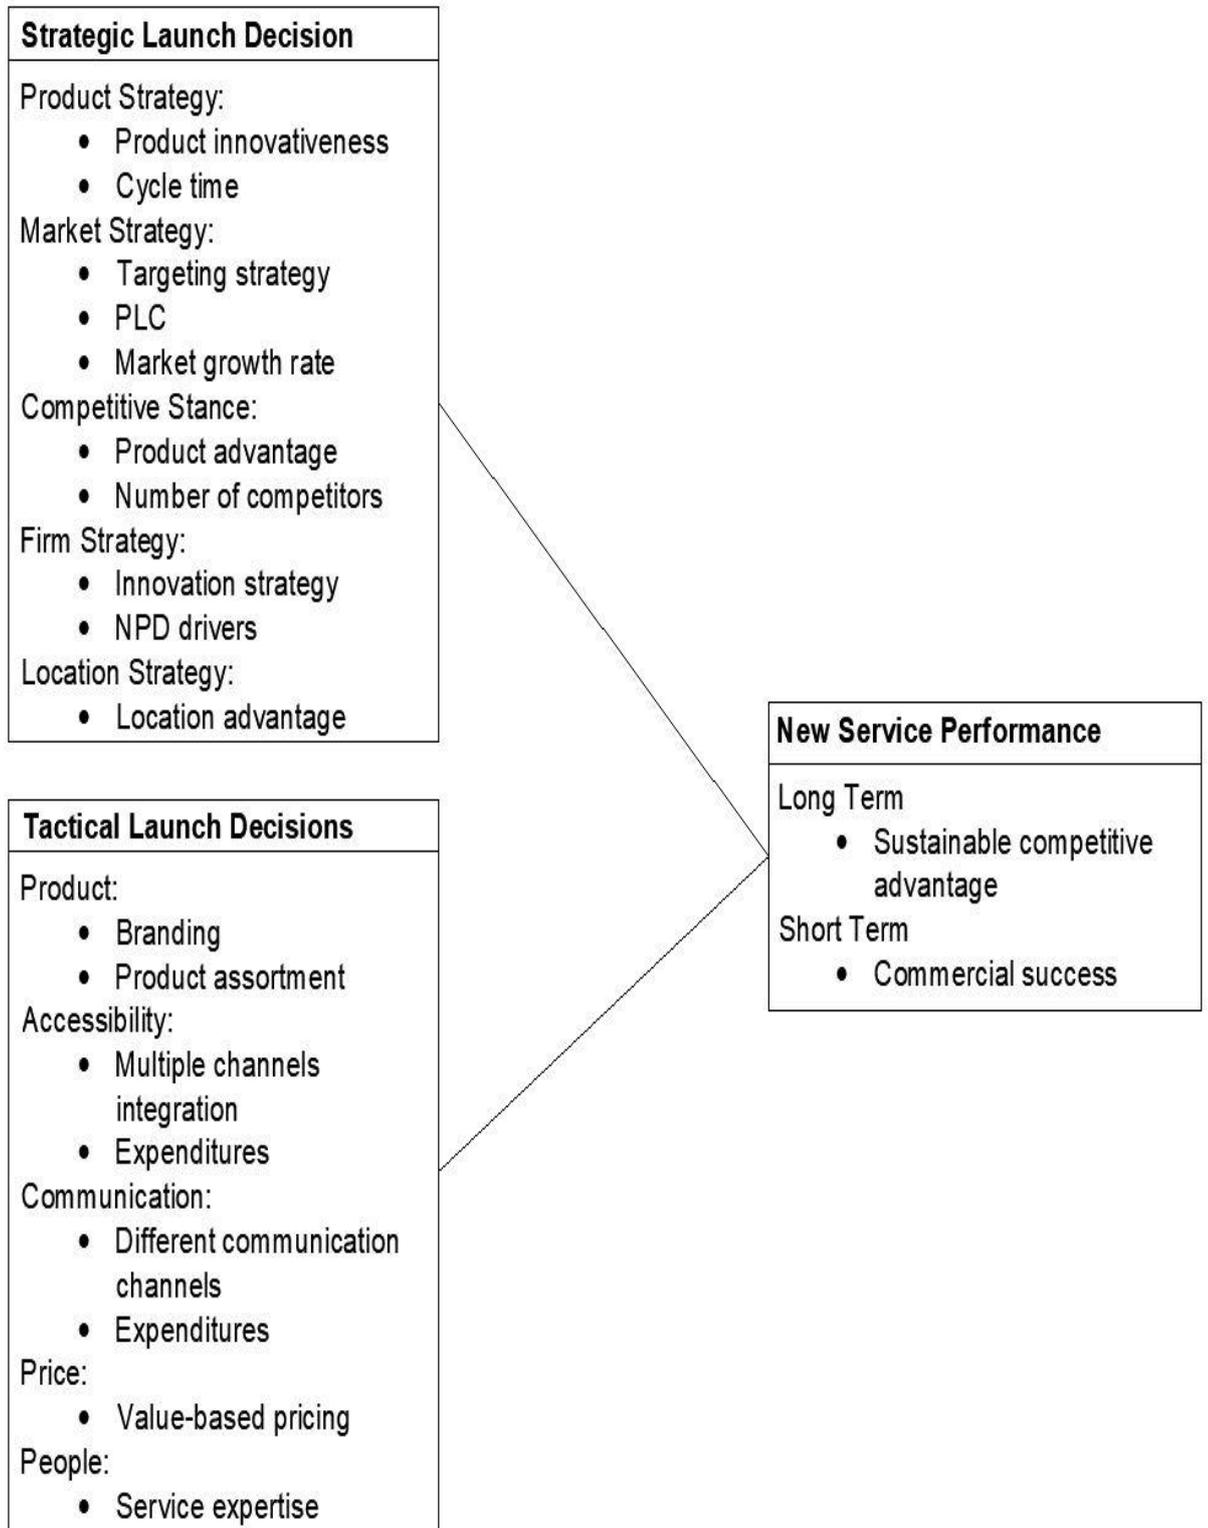 Strategic Launch Decision
Product Strategy:
• Product innovativeness
• Cycle time
Market Strategy:
• Targeting strategy
• PLC
• Market growth rate
Competitive Stance:
• Product advantage
• Number of competitors
Firm Strategy:
• Innovation strategy
• NPD drivers
Location Strategy:
• Location advantage
Tactical Launch Decisions
Product:
• Branding
• Product assortment
Accessibility:
• Multiple channels
integration
• Expenditures
Communication:
• Different communication
channels
• Expenditures
Price:
• Value-based pricing
People:
• Service expertise
New Service Performance
Long Term
• Sustainable competitive
advantage
Short Term
• Commercial success